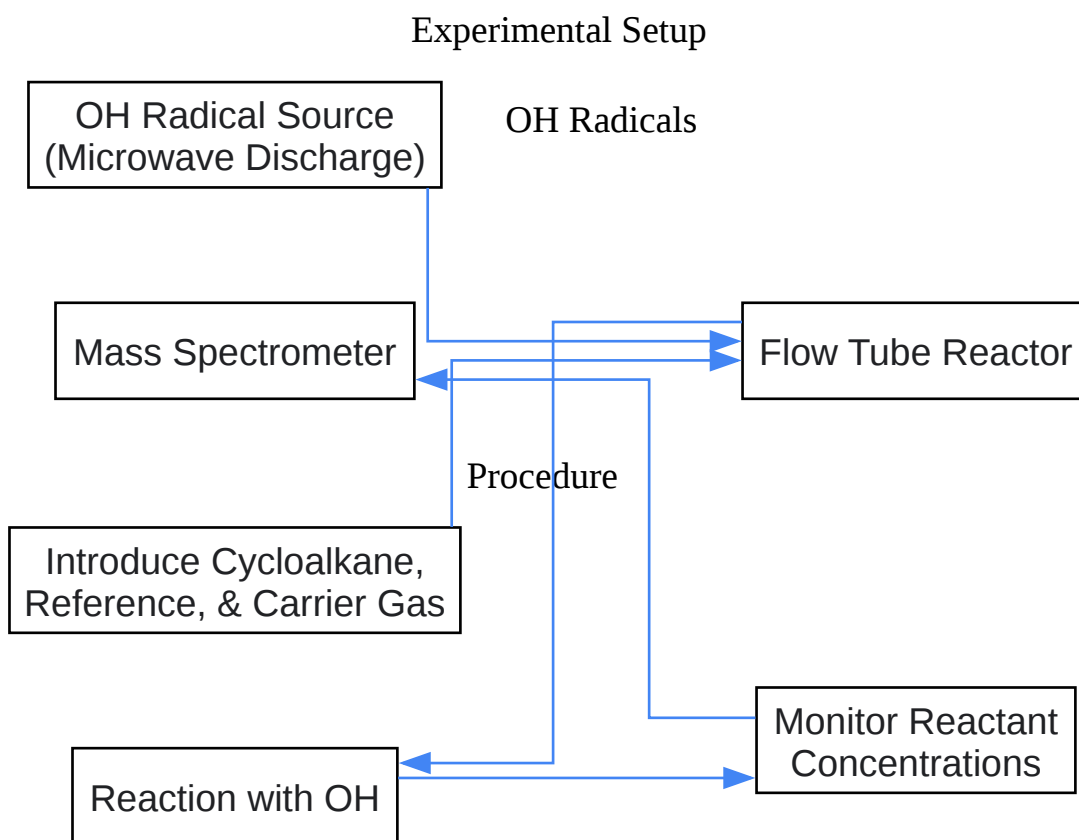 Experimental Setup
OH Radical Source
(Microwave Discharge)
OH Radicals
Mass Spectrometer
Flow Tube Reactor
Procedure
Introduce Cycloalkane,
Reference, & Carrier Gas
Monitor Reactant
Concentrations
Reaction with OH